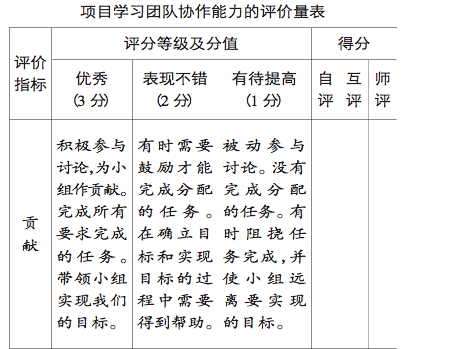 项目学习团队协作能力的评价量表
评价指标
评分等级及分值
得分
优秀
(3 分)
表现不错
(2 分)
有待提高
(1 分)
自评
互评
师评
贡献
积极参与
讨论,为小
组作贡献。
完成所有
要求完成
的任务。
带领小组
实现我们
的目标。
有时需要
鼓励才能
完成分配
的任务。
在确立目
标和实现
目标的过
程中需要
得到帮助。
被动参与
讨论。没有
完成分配
的任务。有
时阻挠任
务完成,并
使小组远
离要实现
的目标。